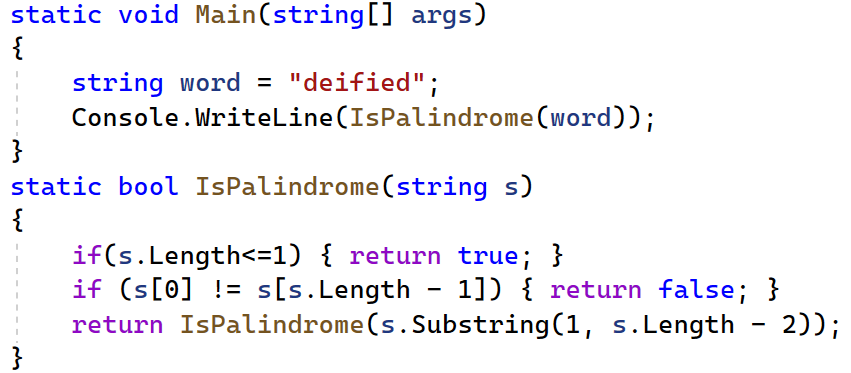 static void Main(string[] args)
{
    string word = "deified";
    Console.WriteLine(IsPalindrome(word));
}
static bool IsPalindrome(string s)
{
    if(s.Length<=1) { return true; }
    if (s[0] != s[s.Length - 1]) { return false; }
    return IsPalindrome(s.Substring(1, s.Length - 2));
}